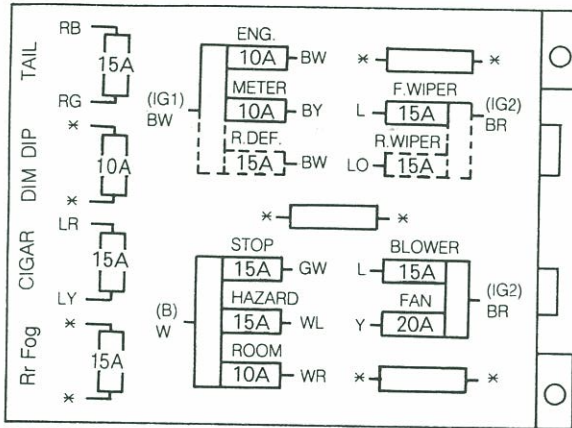 TAIL
RB
15A
RG
DIM DIP
*
10A
*
CIGAR
LR
15A
LY
Rr Fog
*
15A
*
(IG1)
BW
ENG.
10A
BW
METER
10A
BY
R.DEF.
15A
BW
*
*
F.WIPER
L
15A
R.WIPER
LO
15A
(IG2)
BR
*
*
(B)
W
STOP
15A
GW
HAZARD
15A
WL
ROOM
10A
WR
BLOWER
L
15A
FAN
Y
20A
(IG2)
BR
*
*